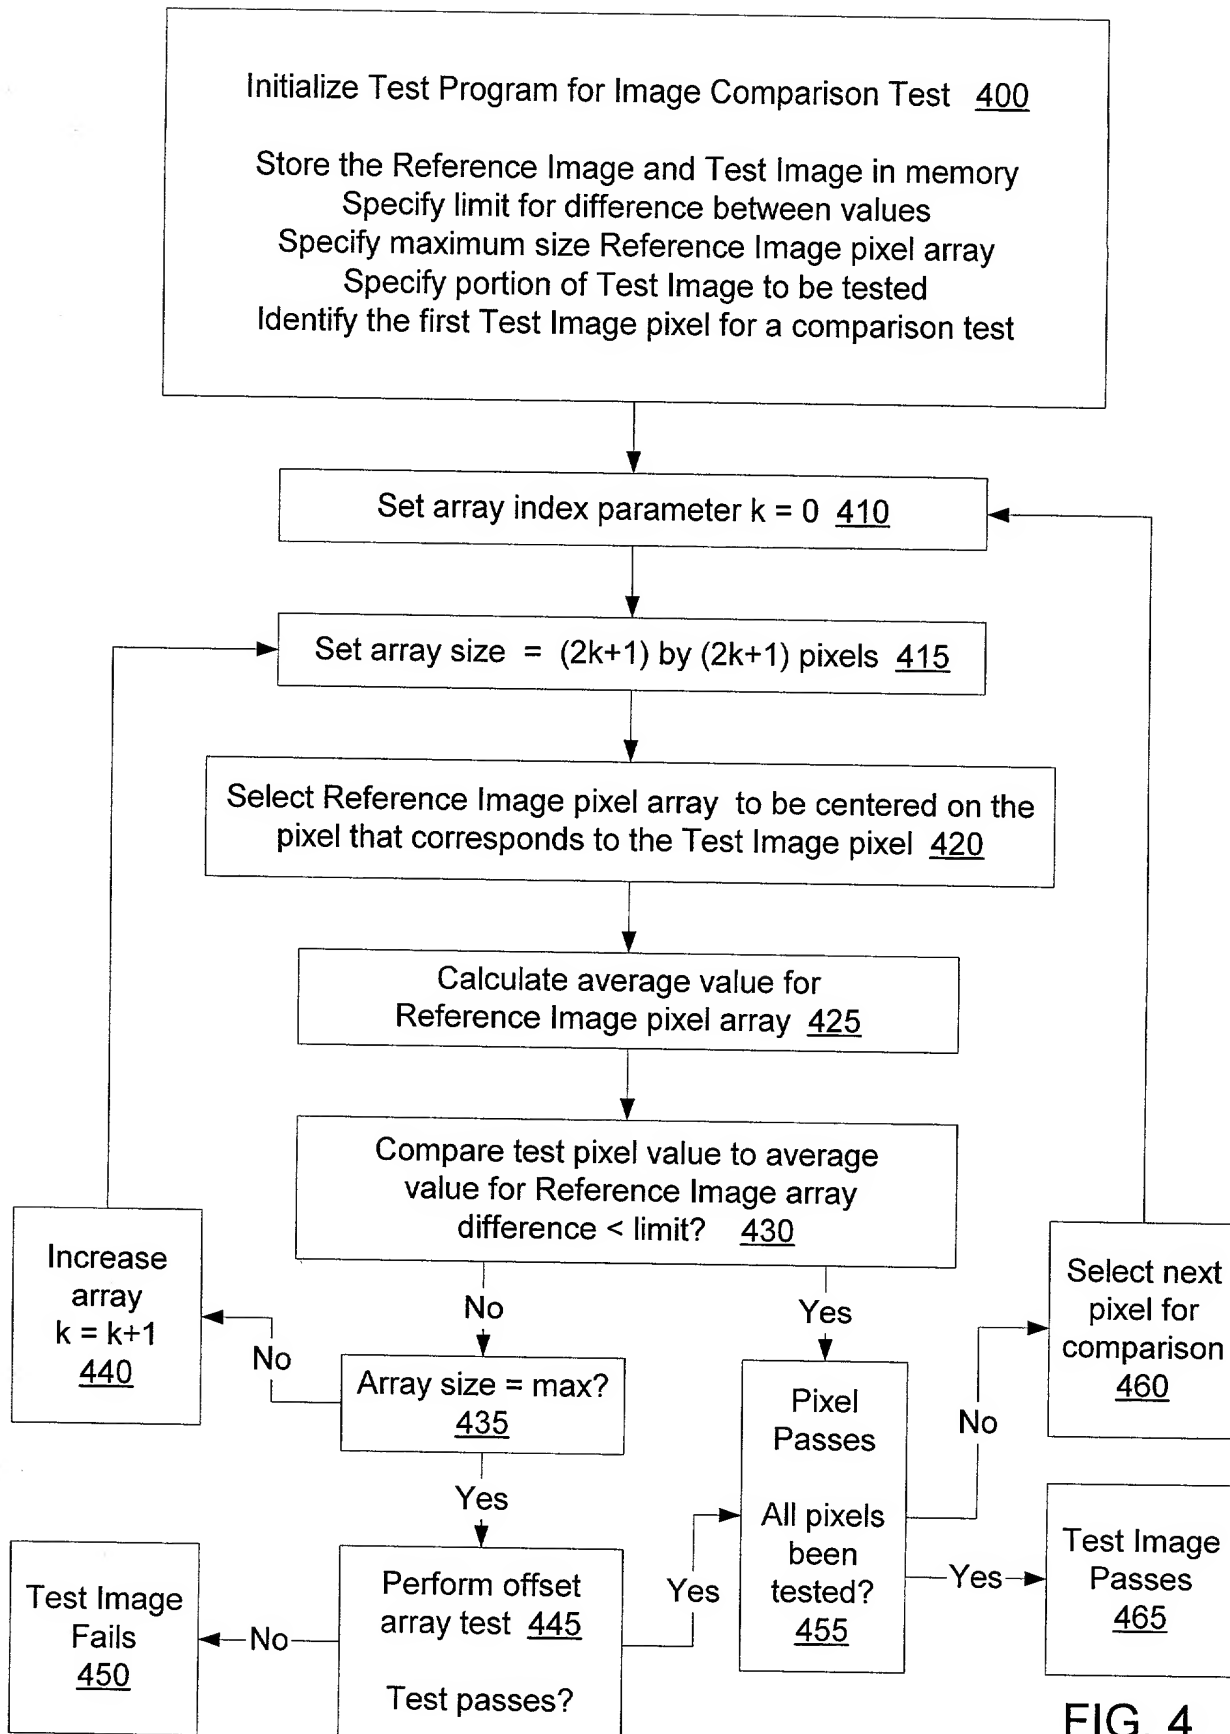 Initialize Test Program for Image Comparison Test 400
Store the Reference Image and Test Image in memory
Specify limit for difference between values
Specify maximum size Reference Image pixel array
Specify portion of Test Image to be tested
Identify the first Test Image pixel for a comparison test
Set array index parameter k = 0 410
Set array size = (2k+1) by (2k+1) pixels 415
Select Reference Image pixel array to be centered on the
pixel that corresponds to the Test Image pixel 420
Calculate average value for
Reference Image pixel array 425
Compare test pixel value to average
value for Reference Image array
difference < limit? 430
No
Yes
Increase
array
k = k+1
440
No
Array size = max?
435
Yes
Pixel
Passes
All pixels
been
tested?
455
No
Select next
pixel for
comparison
460
Test Image
Fails
450
No
Perform offset
array test 445
Test passes?
Yes
Yes
Test Image
Passes
465
FIG. 4